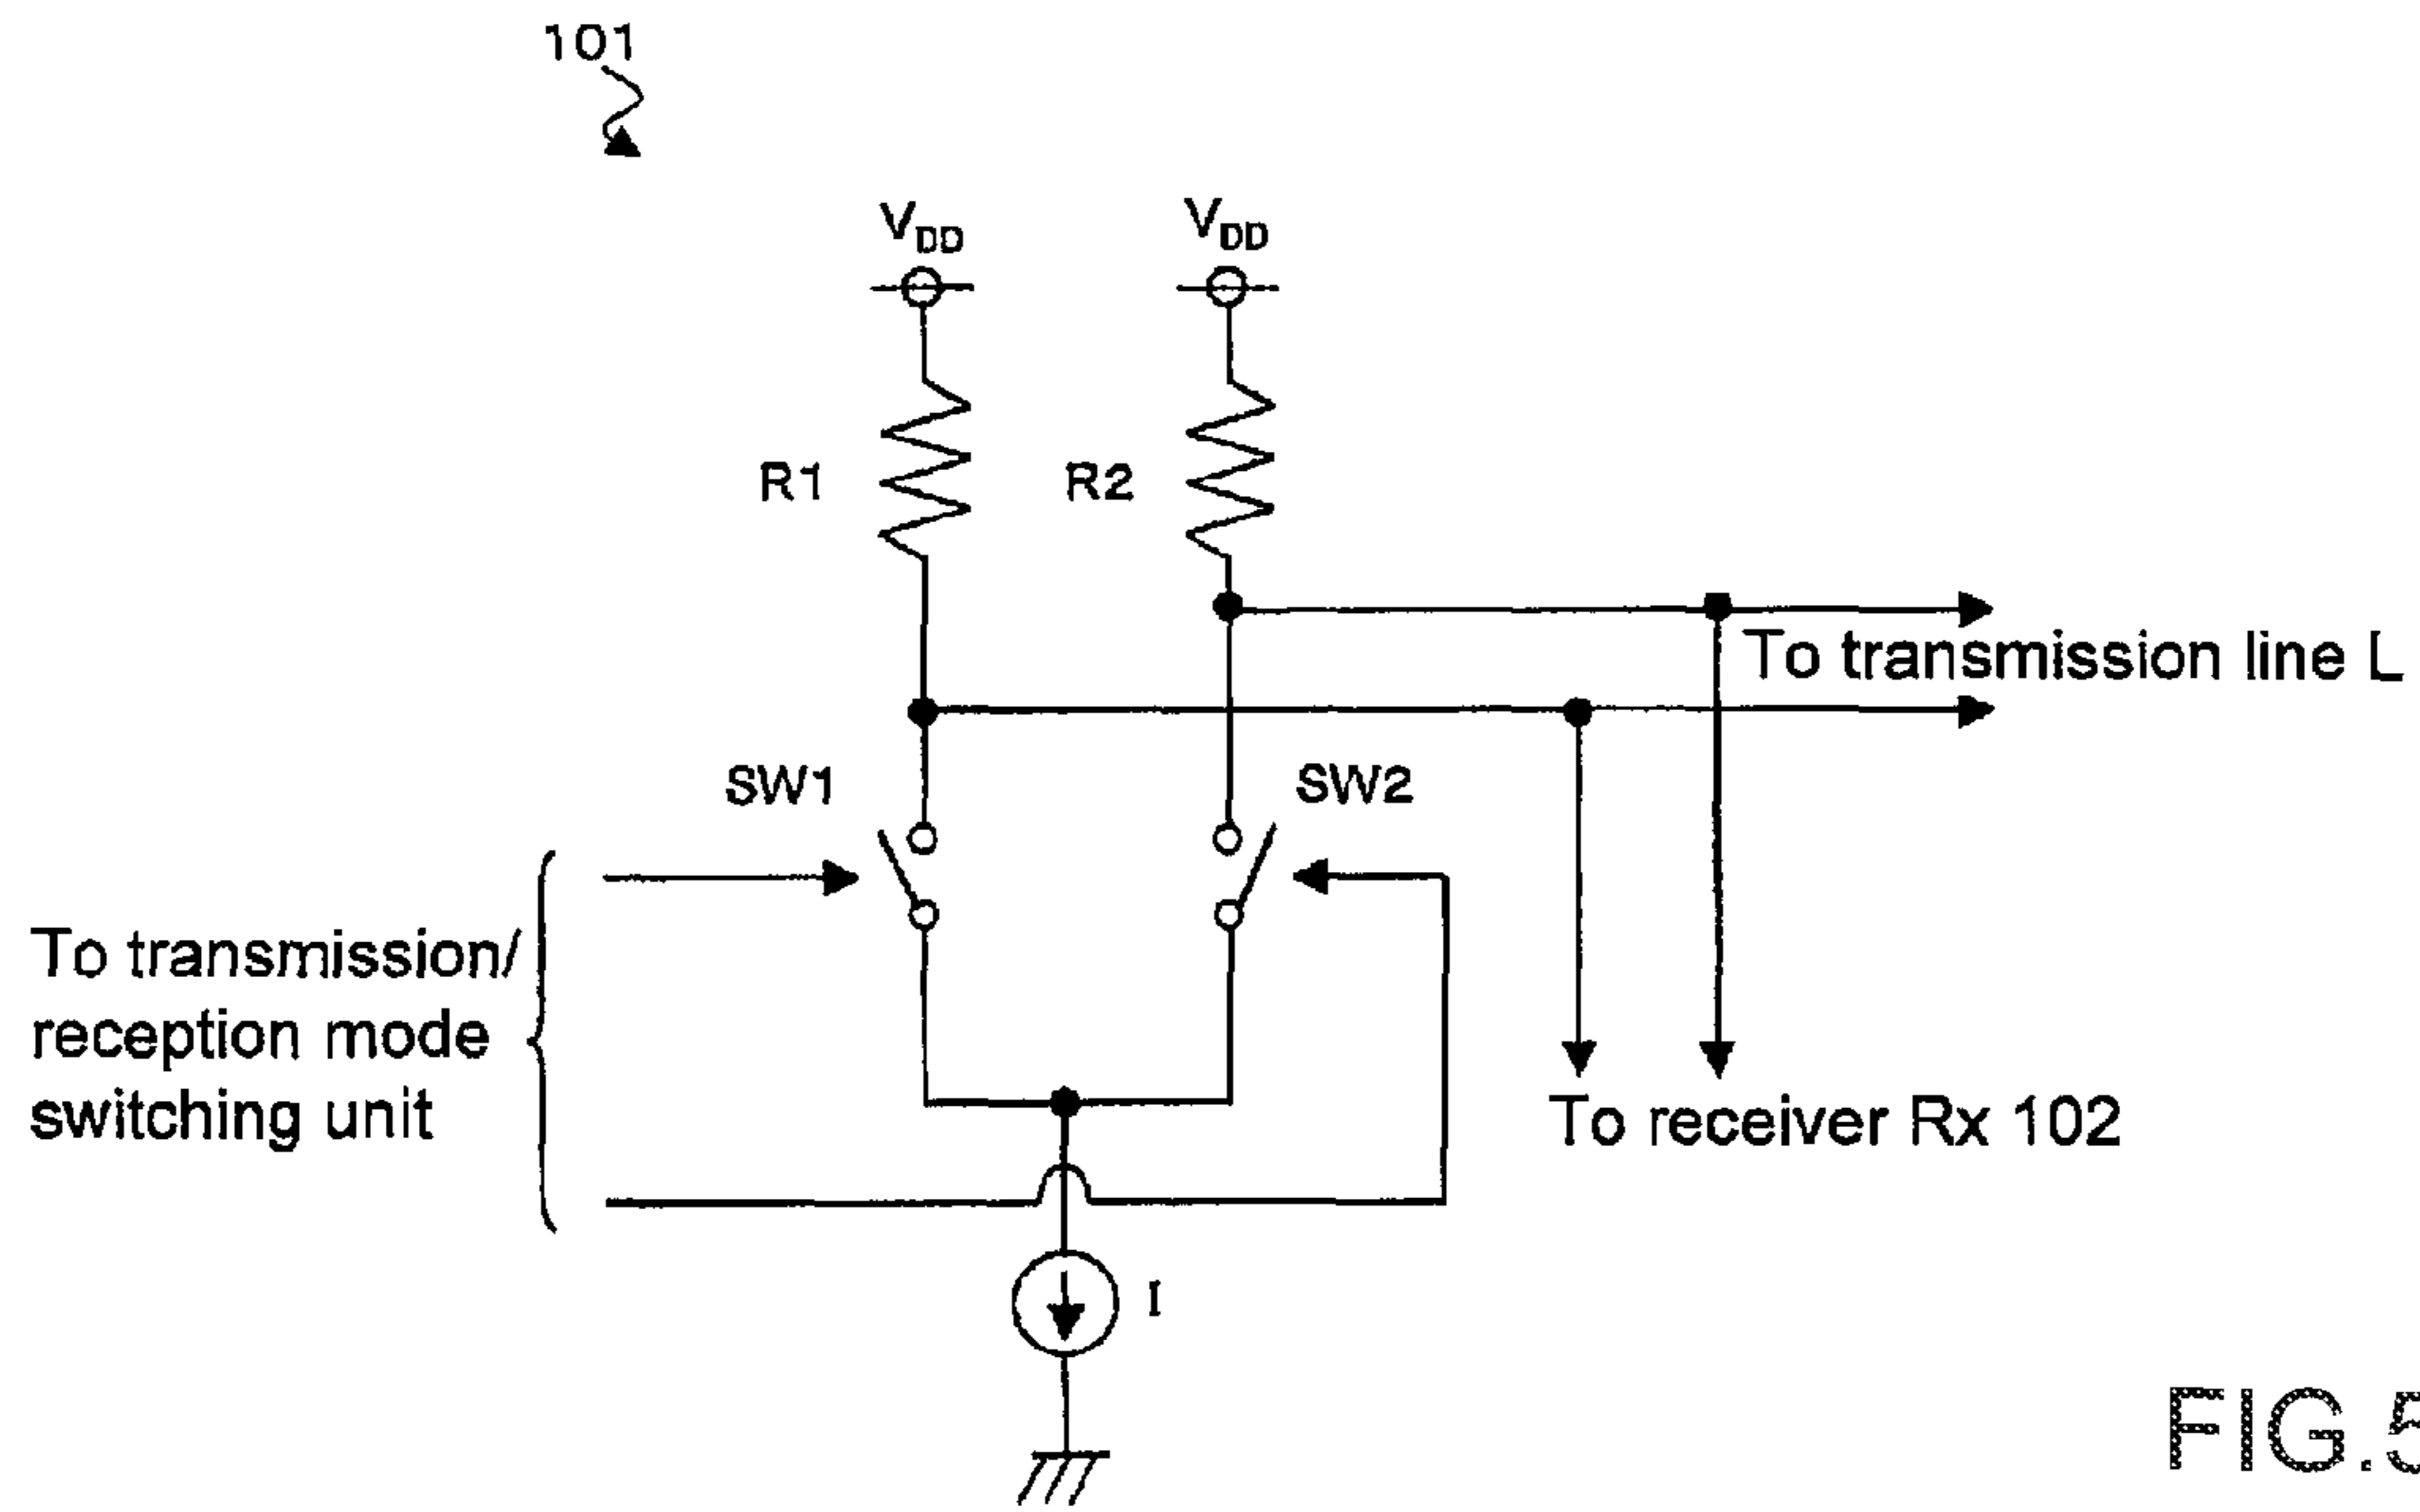 101
VDD
VDD
R1
R2
To transmission line L
SW1
SW2
To transmission/
reception mode
switching unit
To receiver Rx 102
I
FIG.5